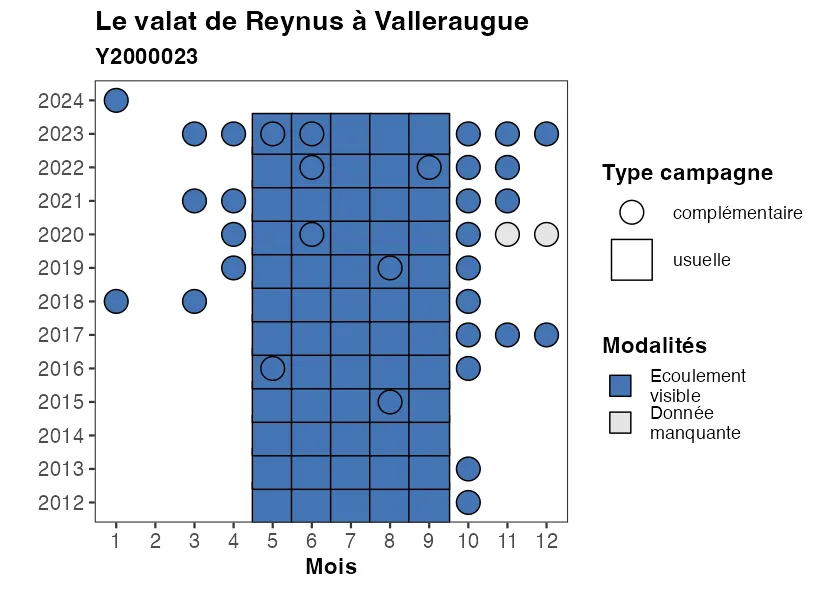 Le valat de Reynus à Valleraugue
Y2000023
2024
2023
2022
2021
2020
2019
2018
2017
2016
2015
2014
2013
2012
1 2 3 4 5 6 7 8 9 10 11 12
Mois
Type campagne
complémentaire
usuelle
Modalités
Ecoulement
visible
Donnée
manquante